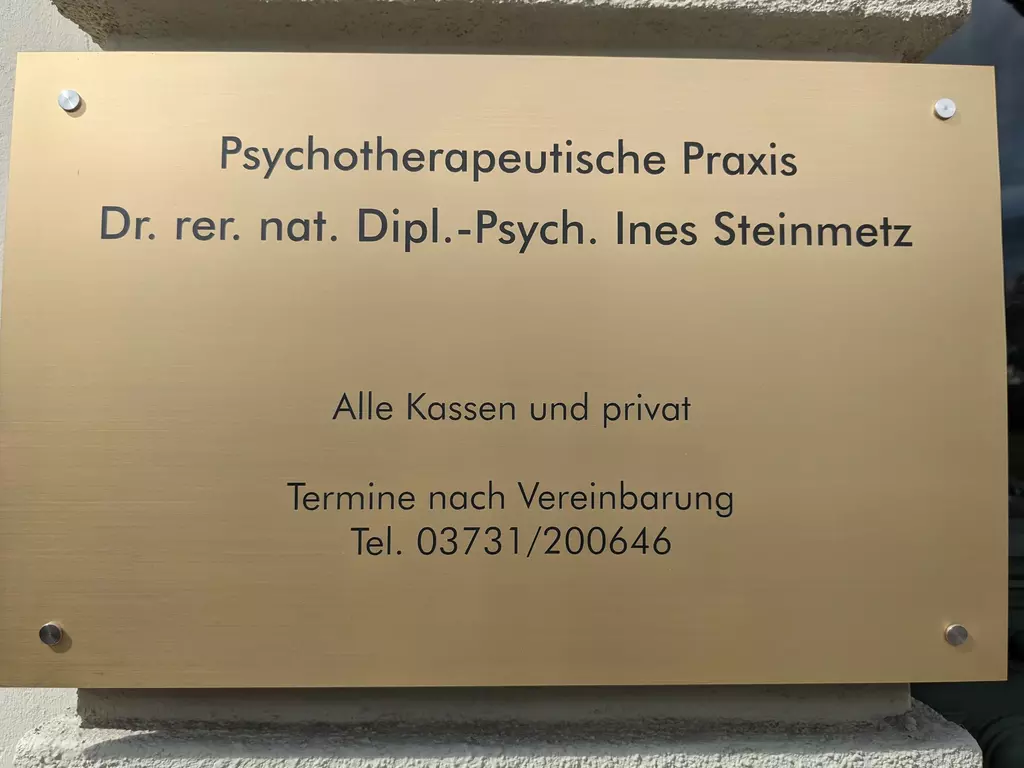 Psychotherapeutische Praxis
Dr. rer. nat. Dipl.-Psych. Ines Steinmetz
Alle Kassen und privat
Termine nach Vereinbarung
Tel. 03731/200646